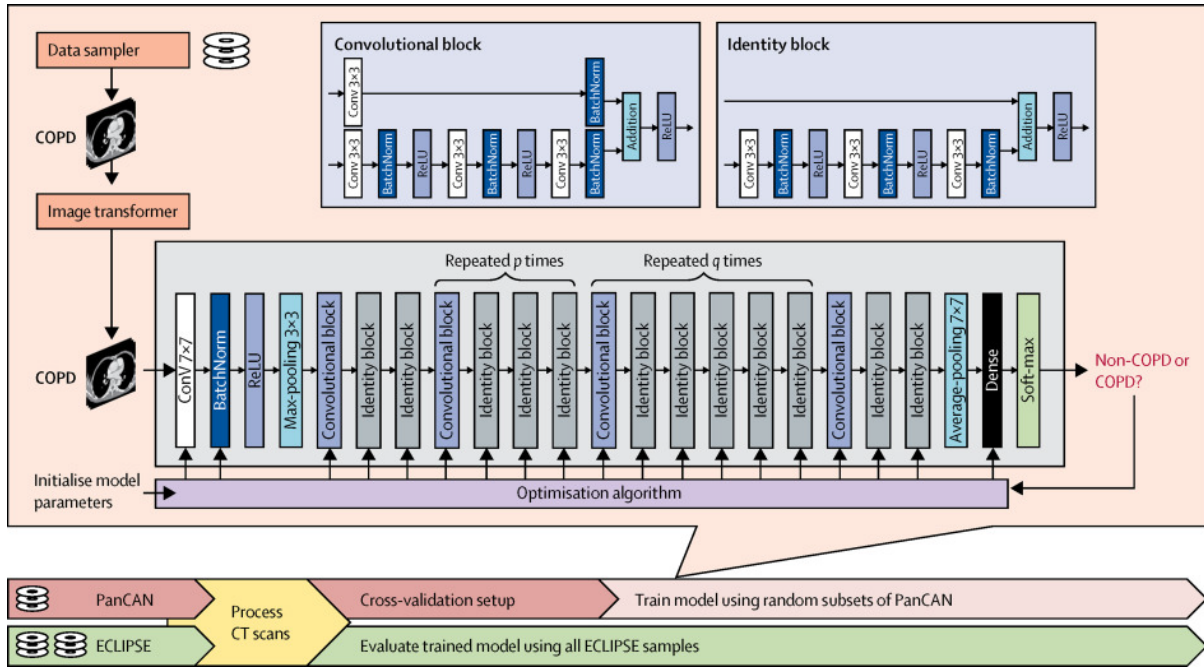 Data sampler
COPD
Image transformer
COPD
Convolutional block
Conv 3×3
BatchNorm
Conv 3×3
BatchNorm
ReLU
Conv 3×3
BatchNorm
ReLU
Conv 3×3
BatchNorm
Addition
ReLU
Identity block
Conv 3×3
BatchNorm
ReLU
Conv 3×3
BatchNorm
ReLU
Conv 3×3
BatchNorm
Addition
ReLU
Repeated p times
Repeated q times
ConV 7×7
BatchNorm
ReLU
Max-pooling 3×3
Convolutional block
Identity block
Identity block
Convolutional block
Identity block
Identity block
Identity block
Convolutional block
Identity block
Identity block
Identity block
Identity block
Identity block
Convolutional block
Identity block
Identity block
Average-pooling 7×7
Dense
Soft-max
Non-COPD or
COPD?
Initialise model
parameters
Optimisation algorithm
PanCAN
Process
CT scans
Cross-validation setup
Train model using random subsets of PanCAN
ECLIPSE
Evaluate trained model using all ECLIPSE samples